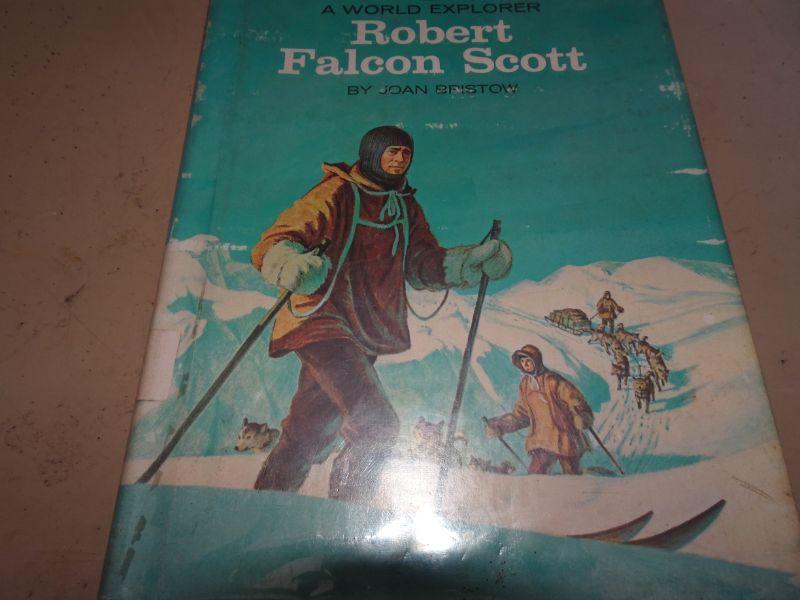 A WORLD EXPLORER
Robert
Falcon Scott
BY JOAN BRISTOW